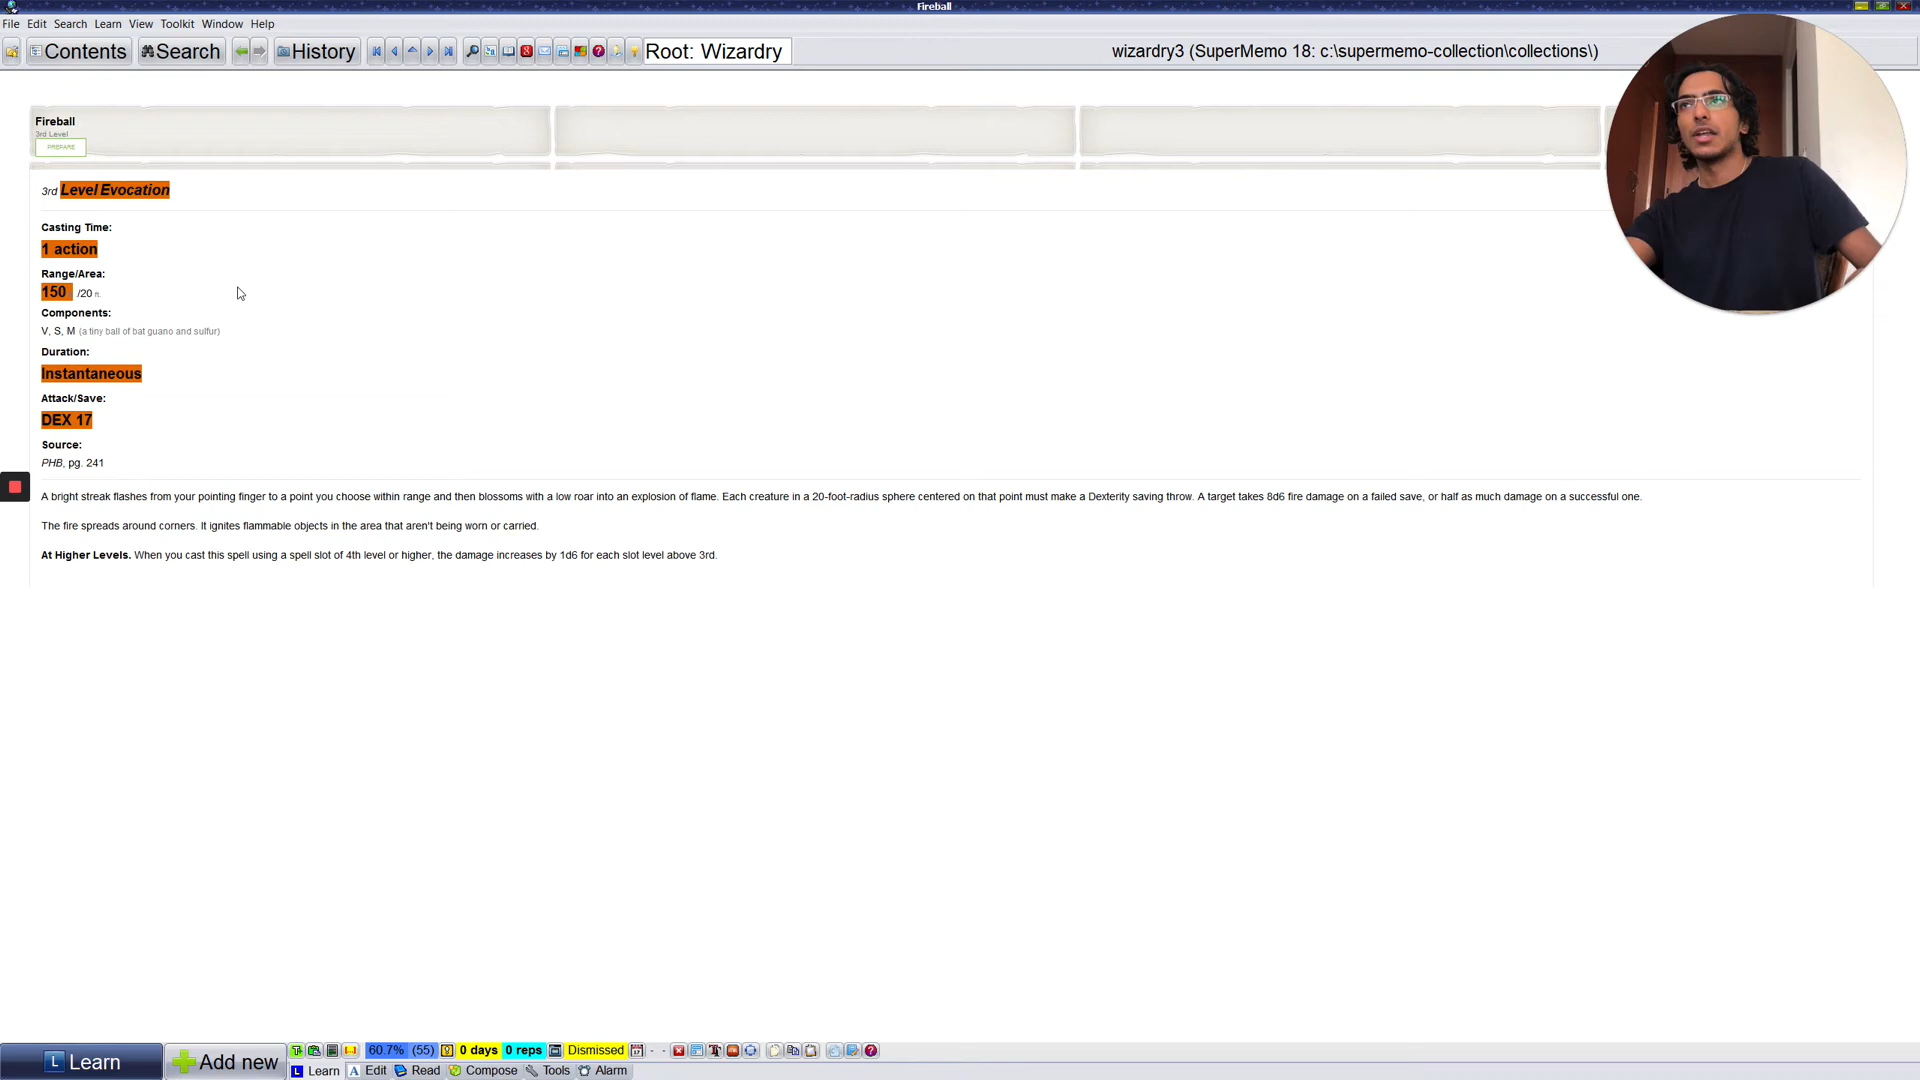 Fireball
File Edit Search Learn View Toolkit Window Help
Contents Search History Root: Wizardry wizardry3 (SuperMemo 18: c:\supermemo-collection\collections\)
Fireball
3rd Level
PREPARE
3rd Level Evocation
Casting Time:
1 action
Range/Area:
150 /20 ft.
Components:
V, S, M (a tiny ball of bat guano and sulfur)
Duration:
Instantaneous
Attack/Save:
DEX 17
Source:
PHB, pg. 241
A bright streak flashes from your pointing finger to a point you choose within range and then blossoms with a low roar into an explosion of flame. Each creature in a 20-foot-radius sphere centered on that point must make a Dexterity saving throw. A target takes 8d6 fire damage on a failed save, or half as much damage on a successful one.
The fire spreads around corners. It ignites flammable objects in the area that aren't being worn or carried.
At Higher Levels. When you cast this spell using a spell slot of 4th level or higher, the damage increases by 1d6 for each slot level above 3rd.
L Learn Add new 60.7% (55) 0 days 0 reps Dismissed - -
L Learn A Edit Read Compose Tools Alarm